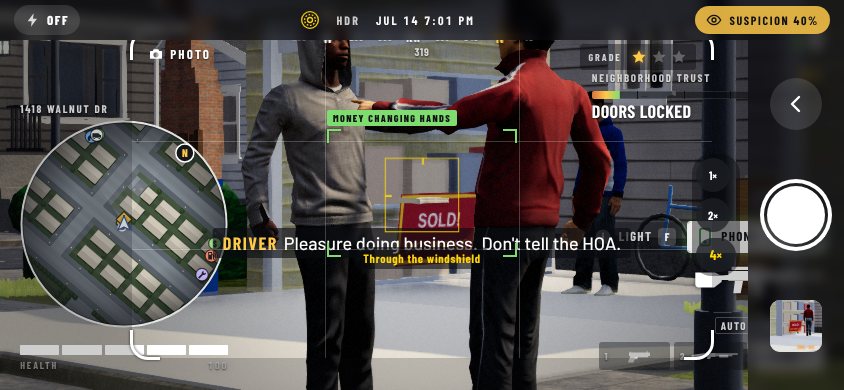 OFF
HDR JUL 14 7:01 PM
SUSPICION 40%
PHOTO
319
GRADE
NEIGHBORHOOD TRUST
DOORS LOCKED
1418 WALNUT DR
MONEY CHANGING HANDS
N
1×
2×
4×
SOLD!
DRIVER Pleasure doing business. Don't tell the HOA.
Through the windshield
LIGHT F
PHON
AUTO
HEALTH 100
1
2